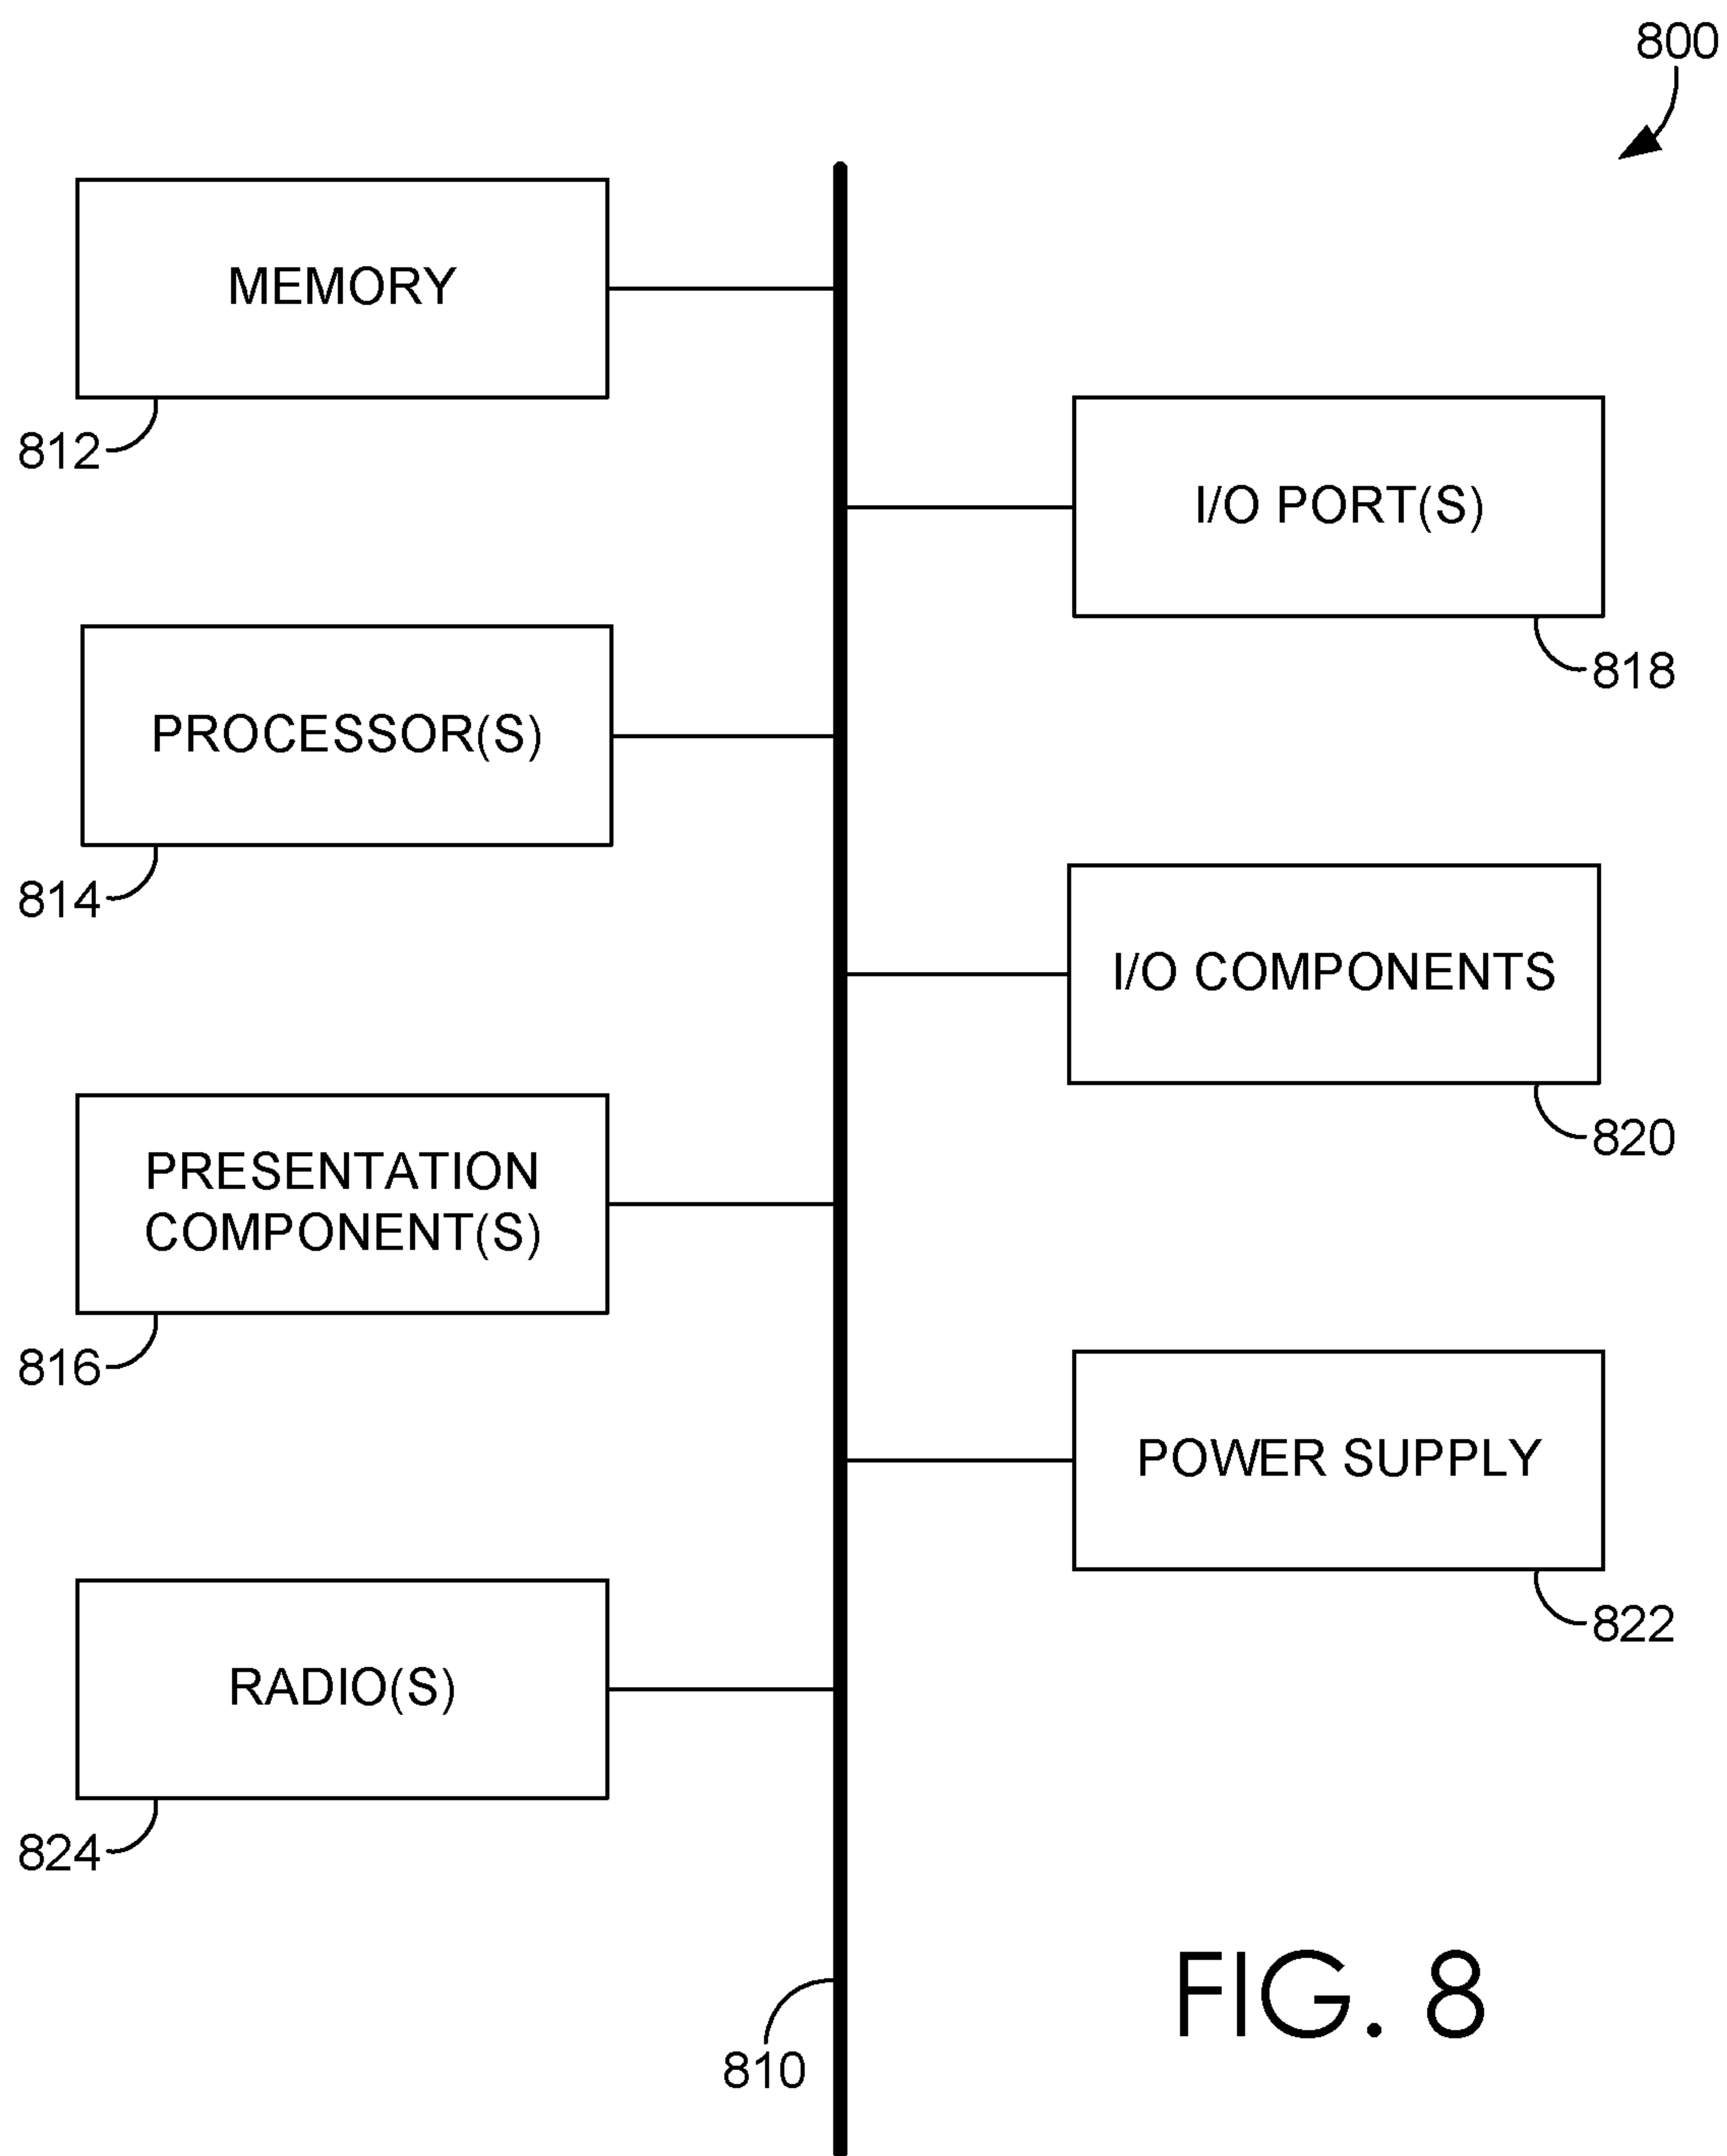 800
MEMORY
812
I/O PORT(S)
818
PROCESSOR(S)
814
I/O COMPONENTS
820
PRESENTATION
COMPONENT(S)
816
POWER SUPPLY
822
RADIO(S)
824
810
FIG. 8